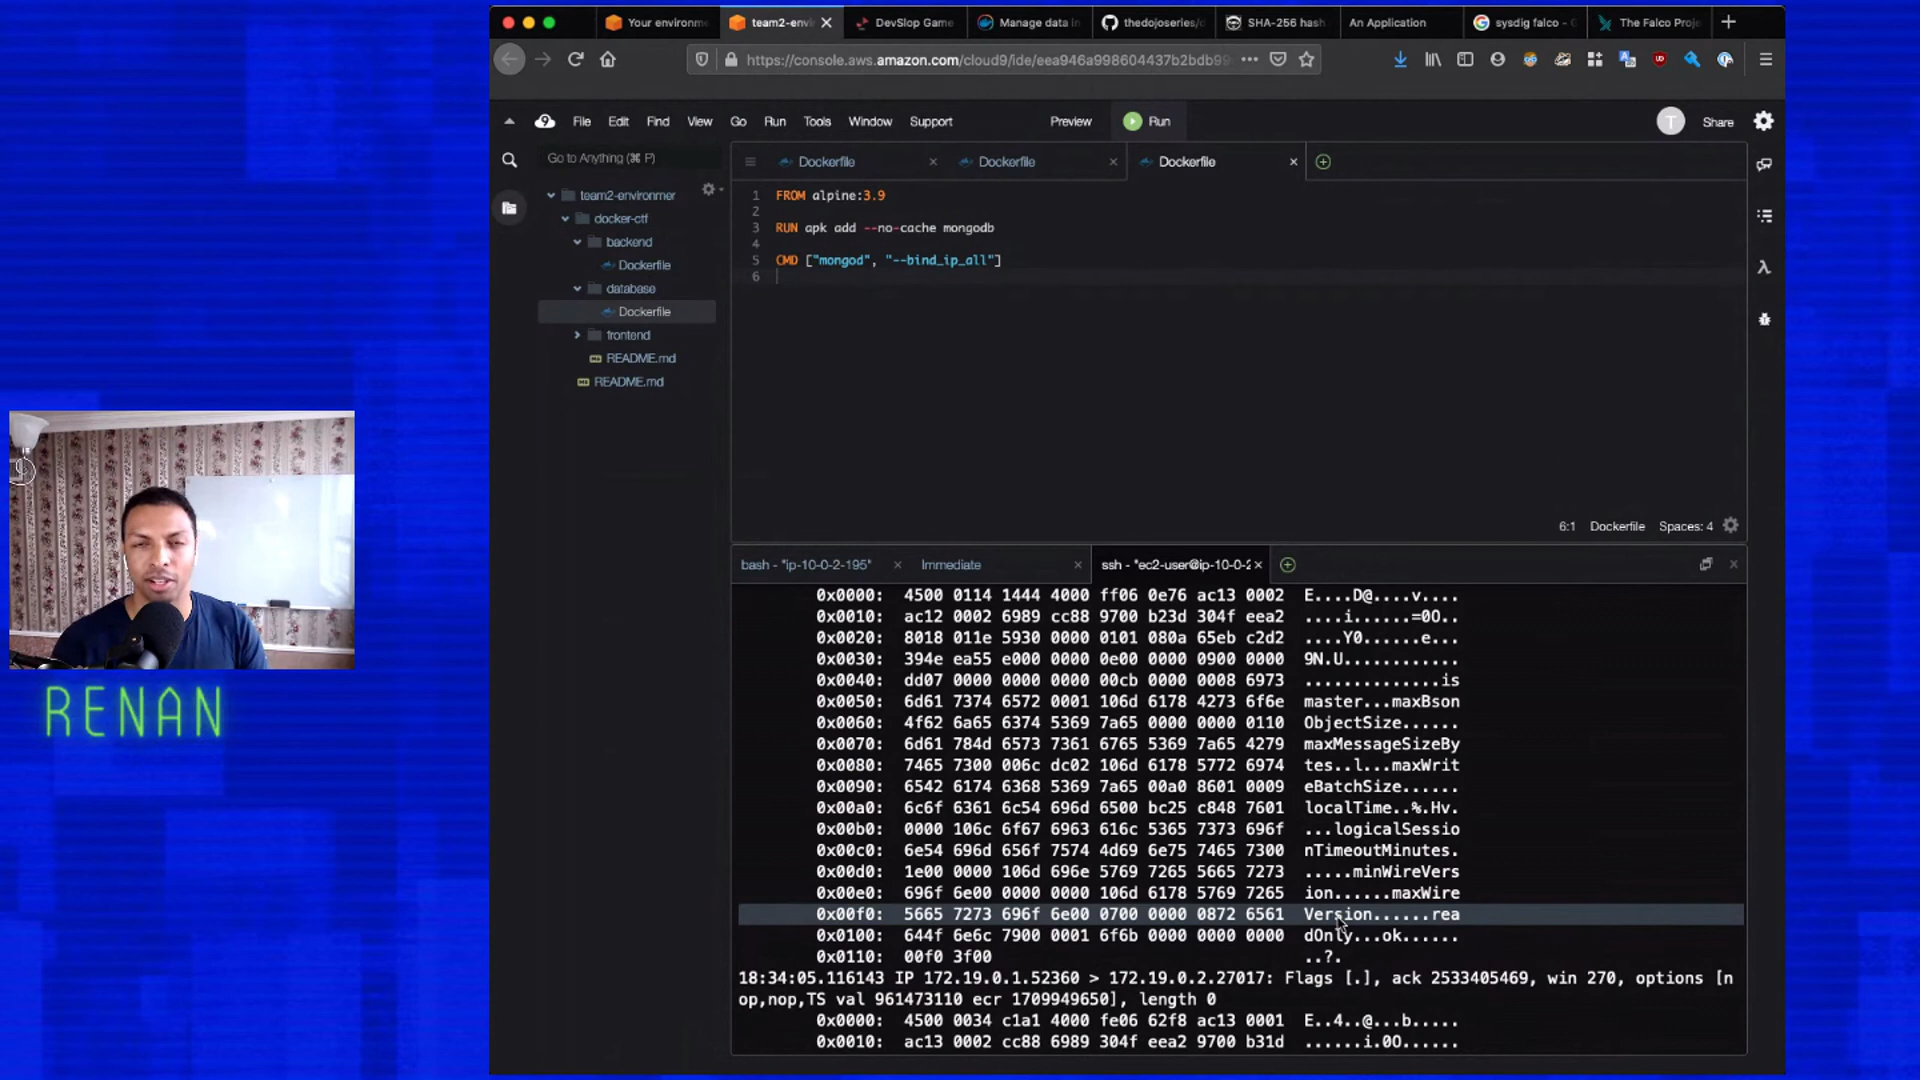 Your environme
team2-envi
DevSlop Game
Manage data in
thedojoseries/d
SHA-256 hash
An Application
sysdig falco - G
The Falco Proje
https://console.aws.amazon.com/cloud9/ide/eea946a998604437b2bdb99
File Edit Find View Go Run Tools Window Support
Preview
Run
T
Share
Go to Anything (⌘ P)
team2-environmer
docker-ctf
backend
Dockerfile
database
Dockerfile
frontend
README.md
README.md
Dockerfile
Dockerfile
Dockerfile
1 FROM alpine:3.9
2
3 RUN apk add --no-cache mongodb
4
5 CMD ["mongod", "--bind_ip_all"]
6
6:1 Dockerfile Spaces: 4
bash - "ip-10-0-2-195"
Immediate
ssh - "ec2-user@ip-10-0-2
0x0000: 4500 0114 1444 4000 ff06 0e76 ac13 0002 E....D@....v....
0x0010: ac12 0002 6989 cc88 9700 b23d 304f eea2 ....i......=0O..
0x0020: 8018 011e 5930 0000 0101 080a 65eb c2d2 ....Y0......e...
0x0030: 394e ea55 e000 0000 0e00 0000 0900 0000 9N.U............
0x0040: dd07 0000 0000 0000 00cb 0000 0008 6973 ..............is
0x0050: 6d61 7374 6572 0001 106d 6178 4273 6f6e master...maxBson
0x0060: 4f62 6a65 6374 5369 7a65 0000 0000 0110 ObjectSize......
0x0070: 6d61 784d 6573 7361 6765 5369 7a65 4279 maxMessageSizeBy
0x0080: 7465 7300 006c dc02 106d 6178 5772 6974 tes..l...maxWrit
0x0090: 6542 6174 6368 5369 7a65 00a0 8601 0009 eBatchSize......
0x00a0: 6c6f 6361 6c54 696d 6500 bc25 c848 7601 localTime..%.Hv.
0x00b0: 0000 106c 6f67 6963 616c 5365 7373 696f ...logicalSessio
0x00c0: 6e54 696d 656f 7574 4d69 6e75 7465 7300 nTimeoutMinutes.
0x00d0: 1e00 0000 106d 696e 5769 7265 5665 7273 .....minWireVers
0x00e0: 696f 6e00 0000 0000 106d 6178 5769 7265 ion......maxWire
0x00f0: 5665 7273 696f 6e00 0700 0000 0872 6561 Version......rea
0x0100: 644f 6e6c 7900 0001 6f6b 0000 0000 0000 dOnly...ok......
0x0110: 00f0 3f00 ..?.
18:34:05.116143 IP 172.19.0.1.52360 > 172.19.0.2.27017: Flags [.], ack 2533405469, win 270, options [n
op,nop,TS val 961473110 ecr 1709949650], length 0
0x0000: 4500 0034 c1a1 4000 fe06 62f8 ac13 0001 E..4..@...b.....
0x0010: ac13 0002 cc88 6989 304f eea2 9700 b31d ......i.0O......
RENAN